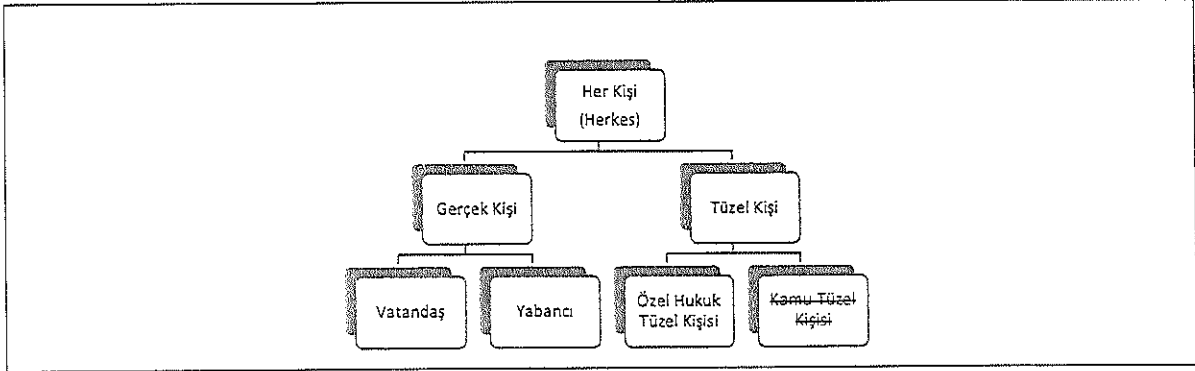 Her Kişi
(Herkes)
Gerçek Kişi
Tüzel Kişi
Vatandaş
Yabancı
Özel Hukuk
Tüzel Kişisi
Kamu Tüzel
Kişisi